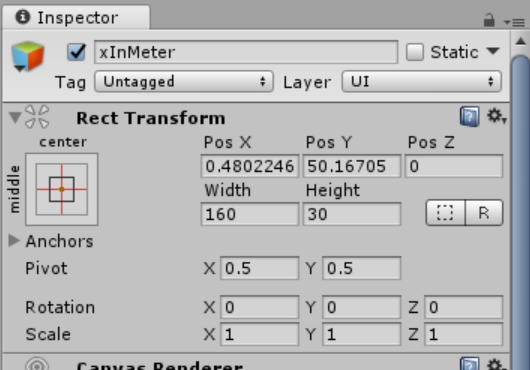 Inspector
xInMeter Static
Tag Untagged Layer UI
Rect Transform
center Pos X Pos Y Pos Z
middle
0.4802246 50.16705 0
Width Height
160 30 R
Anchors
Pivot X 0.5 Y 0.5
Rotation X 0 Y 0 Z 0
Scale X 1 Y 1 Z 1
Canvas Renderer